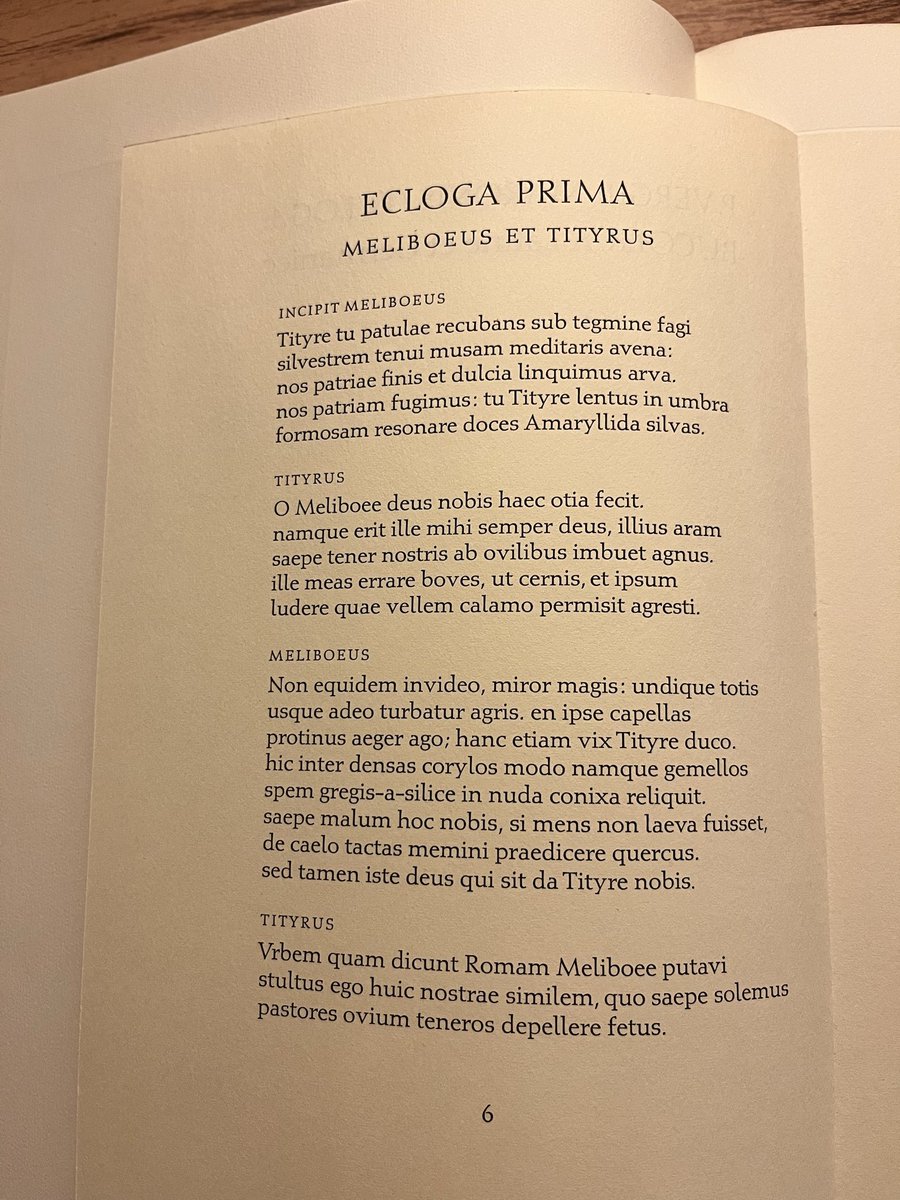 ECLOGA PRIMA
MELIBOEUS ET TITYRUS
INCIPIT MELIBOEUS
Tityre tu patulae recubans sub tegmine fagi
silvestrem tenui musam meditaris avena:
nos patriae finis et dulcia linquimus arva.
nos patriam fugimus: tu Tityre lentus in umbra
formosam resonare doces Amaryllida silvas.
TITYRUS
O Meliboee deus nobis haec otia fecit.
namque erit ille mihi semper deus, illius aram
saepe tener nostris ab ovilibus imbuet agnus.
ille meas errare boves, ut cernis, et ipsum
ludere quae vellem calamo permisit agresti.
MELIBOEUS
Non equidem invideo, miror magis: undique totis
usque adeo turbatur agris. en ipse capellas
protinus aeger ago; hanc etiam vix Tityre duco.
hic inter densas corylos modo namque gemellos
spem gregis-a-silice in nuda conixa reliquit.
saepe malum hoc nobis, si mens non laeva fuisset,
de caelo tactas memini praedicere quercus.
sed tamen iste deus qui sit da Tityre nobis.
TITYRUS
Vrbem quam dicunt Romam Meliboee putavi
stultus ego huic nostrae similem, quo saepe solemus
pastores ovium teneros depellere fetus.
6